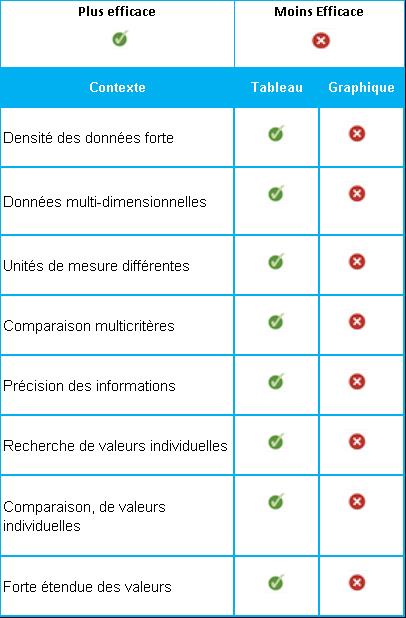 Plus efficace
Moins Efficace
Contexte
Tableau
Graphique
Densité des données forte
Données multi-dimensionnelles
Unités de mesure différentes
Comparaison multicritères
Précision des informations
Recherche de valeurs individuelles
Comparaison, de valeurs
individuelles
Forte étendue des valeurs